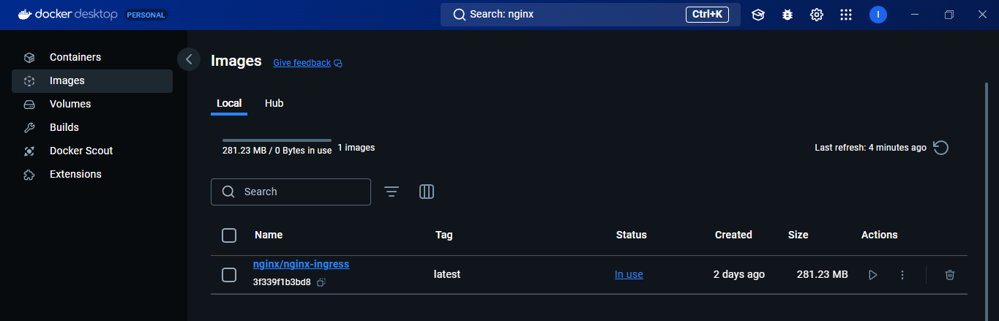 docker desktop PERSONAL Search: nginx Ctrl+K I
Containers
Images
Volumes
Builds
Docker Scout
Extensions
Images Give feedback
Local Hub
281.23 MB / 0 Bytes in use 1 images Last refresh: 4 minutes ago
Search
Name Tag Status Created Size Actions
nginx/nginx-ingress
3f339f1b3bd8 latest In use 2 days ago 281.23 MB